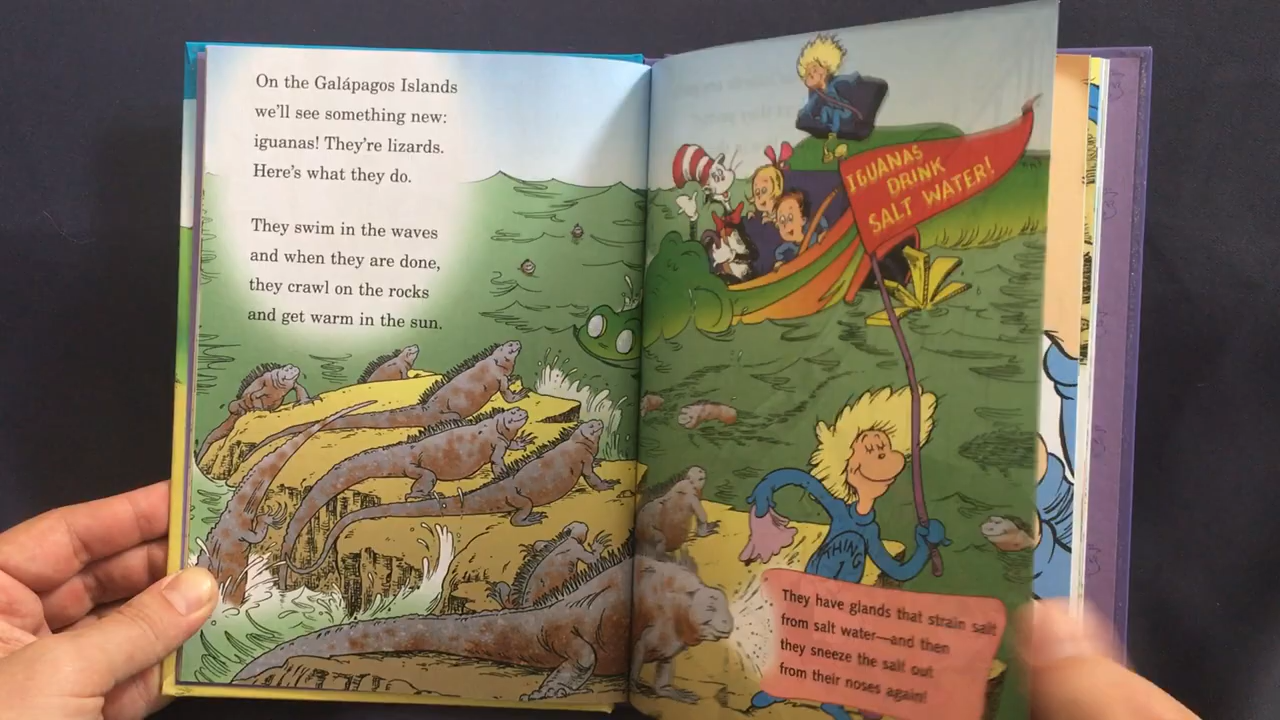 On the Galápagos Islands
we'll see something new:
iguanas! They're lizards.
Here's what they do.
They swim in the waves
and when they are done,
they crawl on the rocks
and get warm in the sun.
IGUANAS
DRINK
SALT WATER!
THING
They have glands that strain salt
from salt water—and then
they sneeze the salt out
from their noses again!